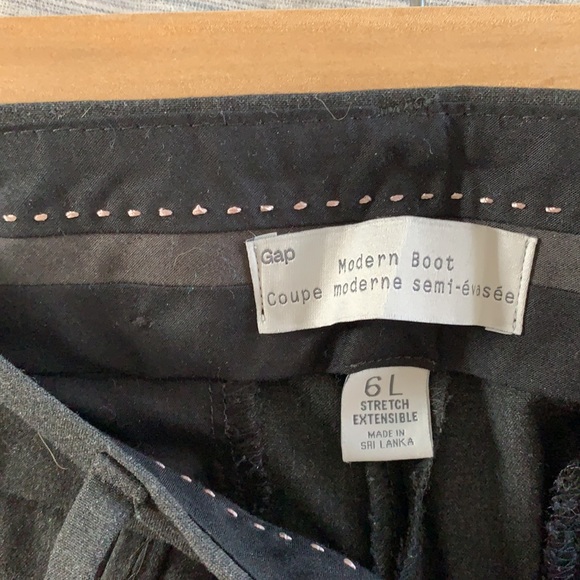 Gap
Modern Boot
Coupe moderne semi-évasée
6L
STRETCH
EXTENSIBLE
MADE IN
SRI LANKA